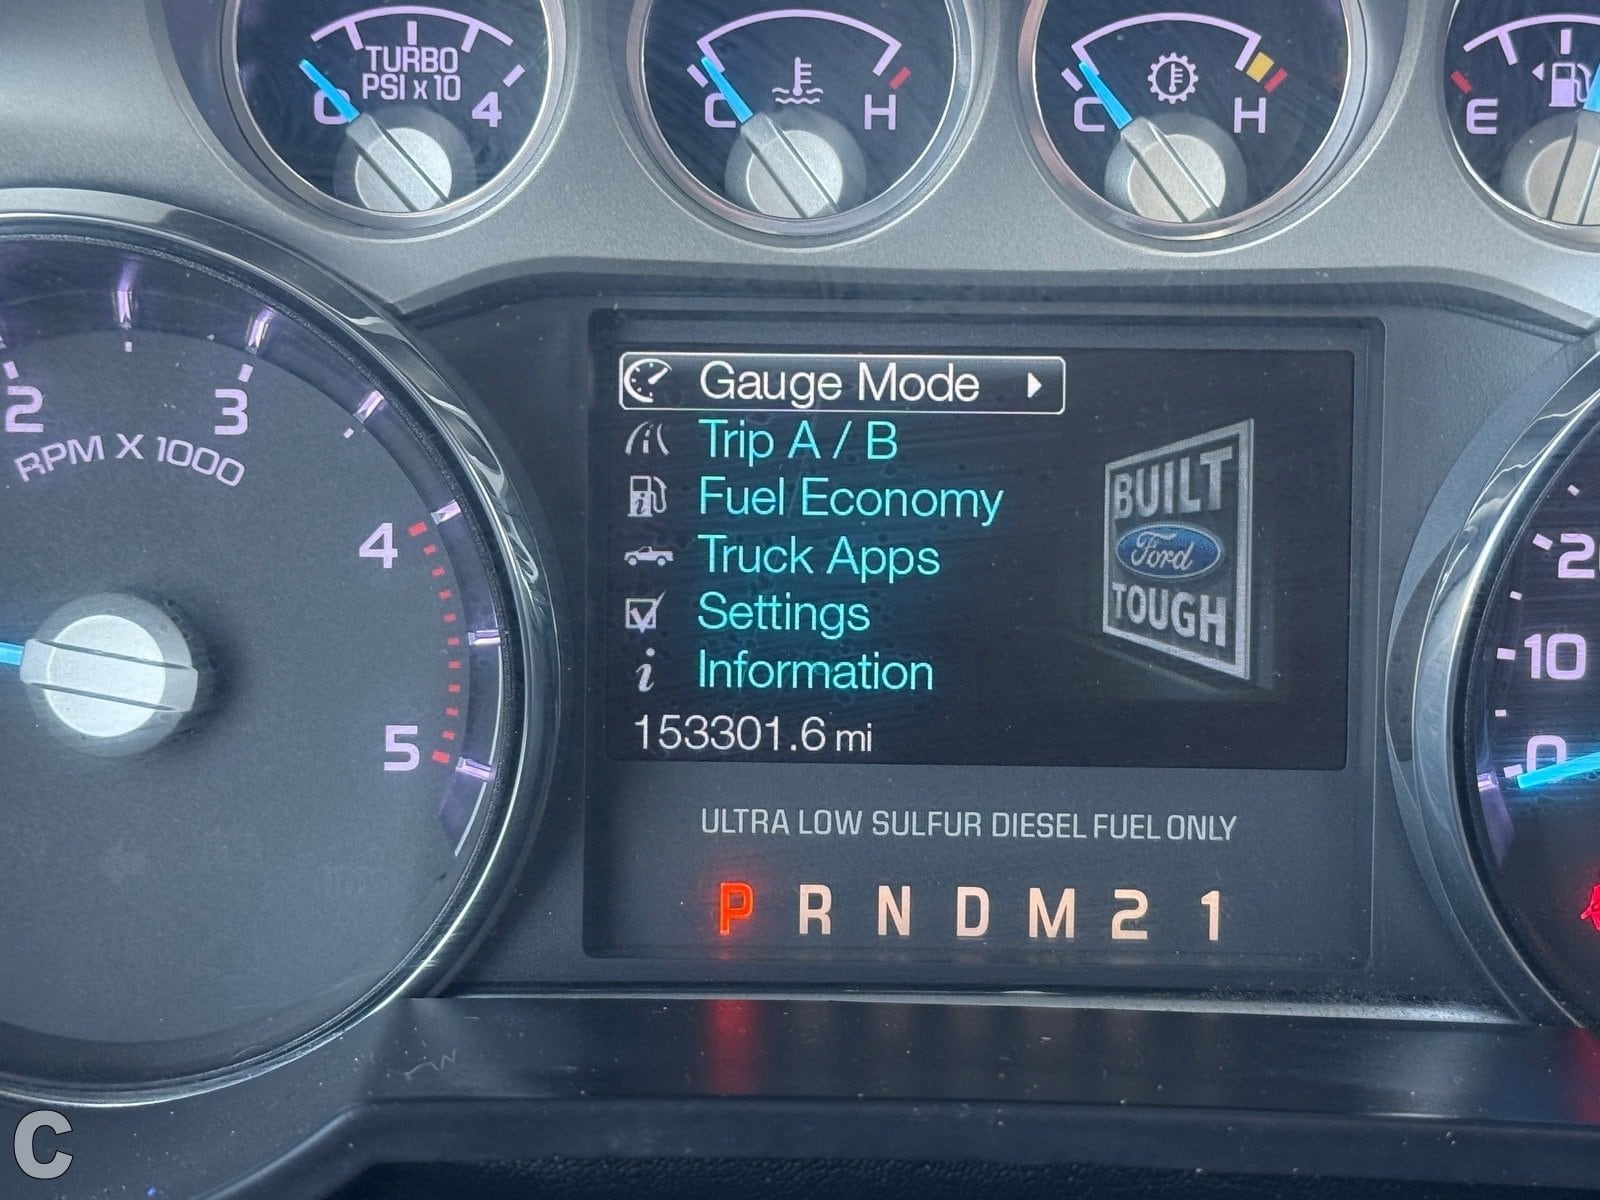 TURBO
PSI x 10
0 4
C H
C H
E
2 3 4 5
RPM X 1000
Gauge Mode
Trip A / B
Fuel Economy
Truck Apps
Settings
i Information
153301.6 mi
BUILT
Ford
TOUGH
ULTRA LOW SULFUR DIESEL FUEL ONLY
P R N D M 2 1
10
0
C